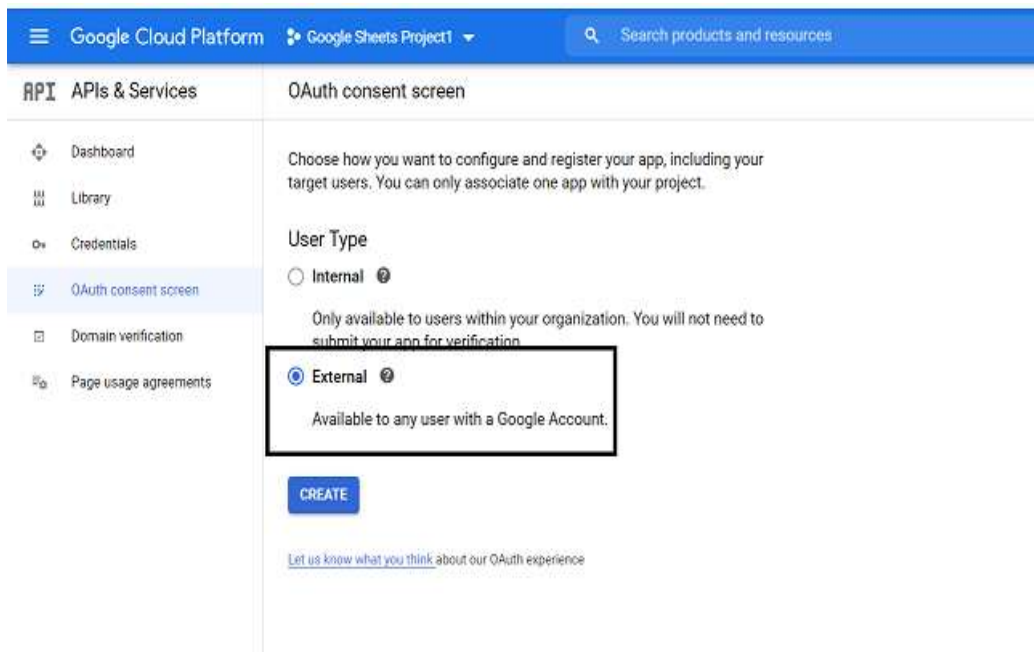 Google Cloud Platform
Google Sheets Project1
Search products and resources
API APIs & Services
OAuth consent screen
Dashboard
Library
Credentials
OAuth consent screen
Domain verification
Page usage agreements
Choose how you want to configure and register your app, including your
target users. You can only associate one app with your project.
User Type
Internal
Only available to users within your organization. You will not need to
submit your app for verification.
External
Available to any user with a Google Account.
CREATE
Let us know what you think about our OAuth experience